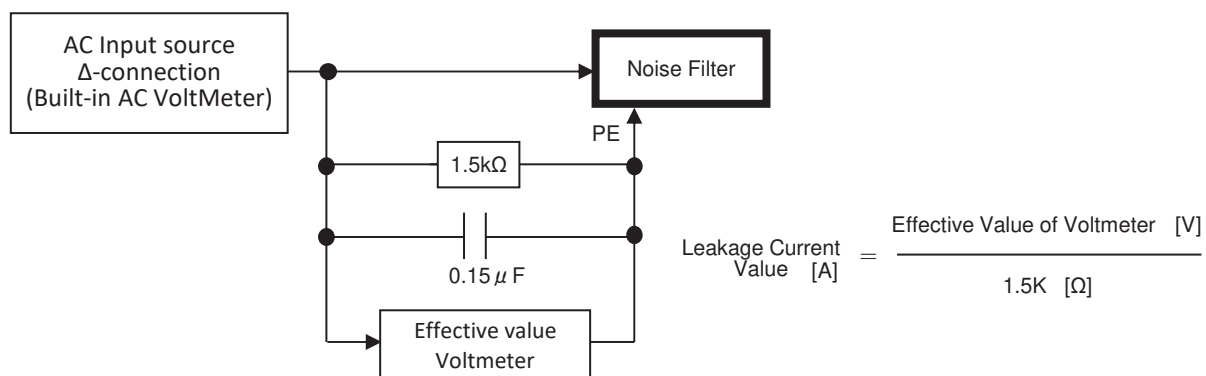 AC Input source
Δ-connection
(Built-in AC VoltMeter)
Noise Filter
PE
1.5kΩ
0.15 μ F
Effective value
Voltmeter
Leakage Current
Value [A]
=
Effective Value of Voltmeter [V]
1.5K [Ω]